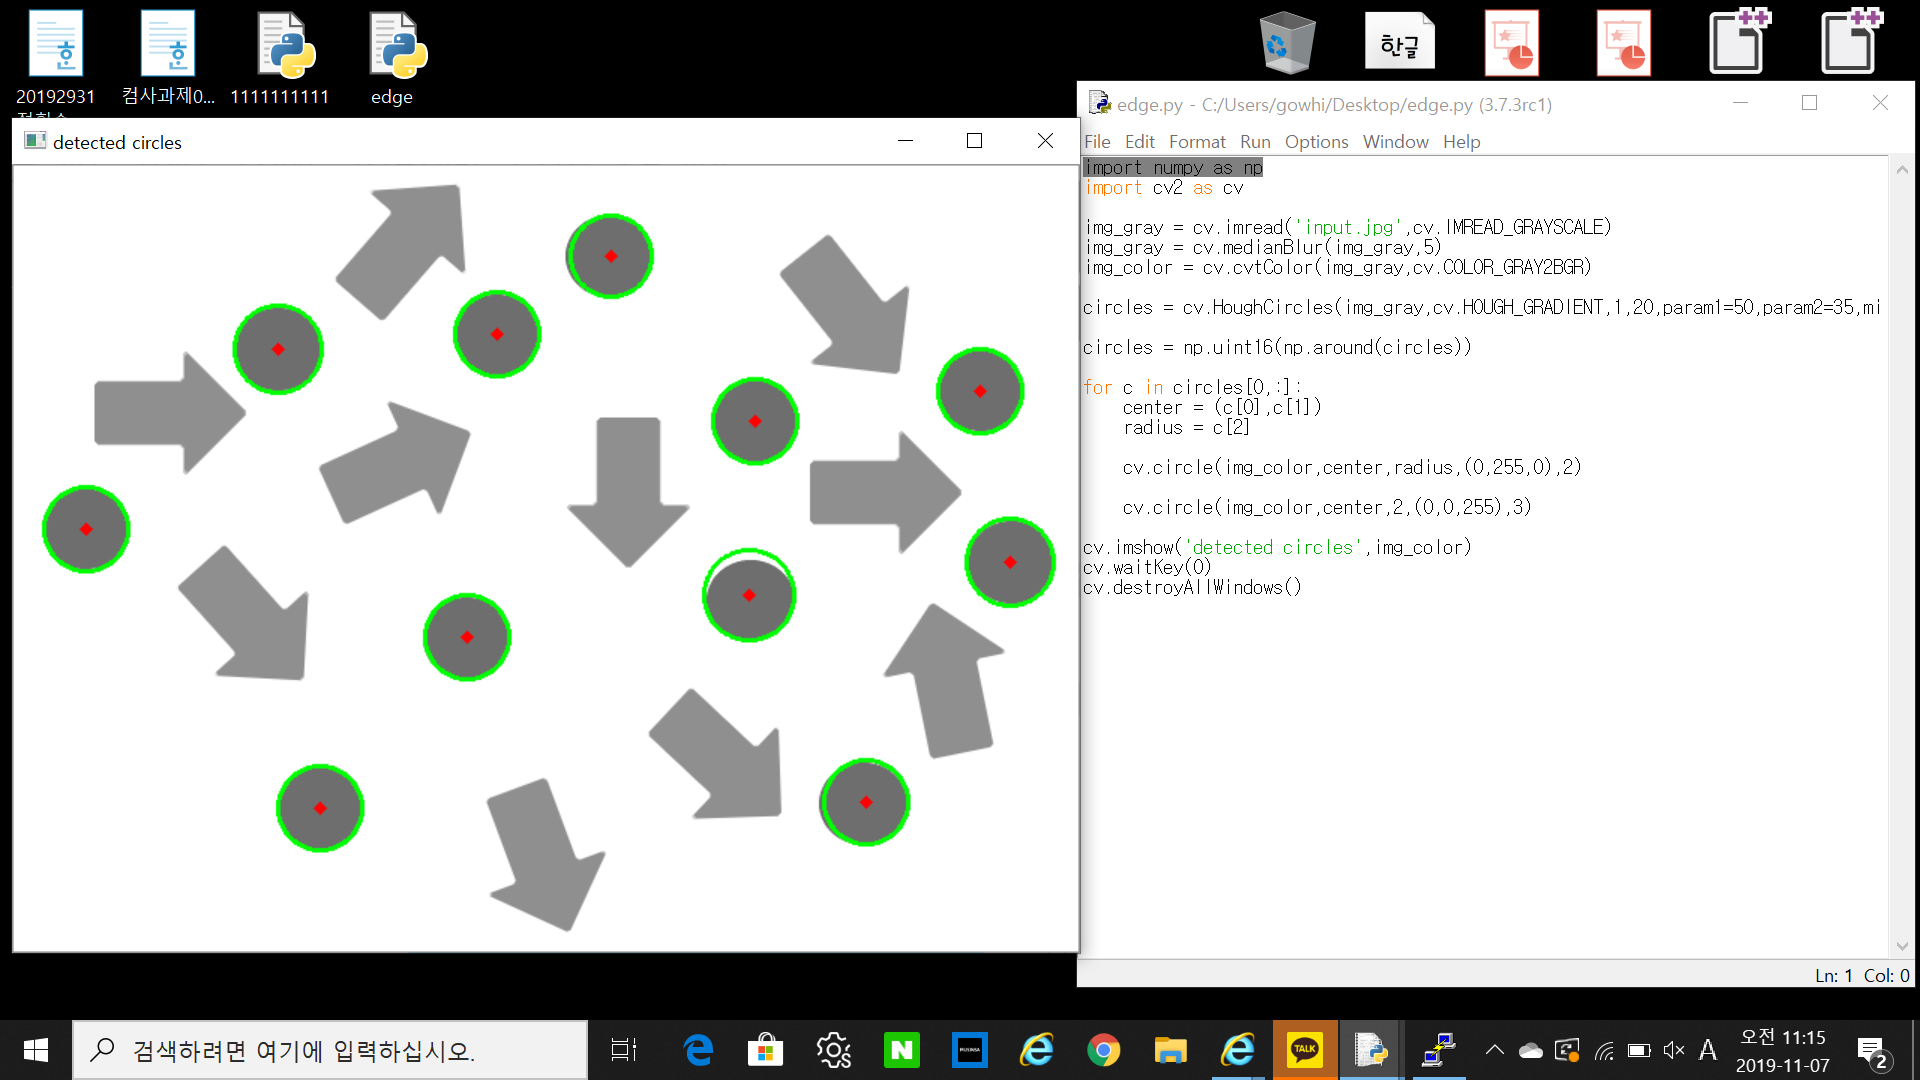 20192931
컴사과제0...
1111111111
edge
한글
detected circles
edge.py - C:/Users/gowhi/Desktop/edge.py (3.7.3rc1)
File Edit Format Run Options Window Help
import numpy as np
import cv2 as cv
img_gray = cv.imread('input.jpg',cv.IMREAD_GRAYSCALE)
img_gray = cv.medianBlur(img_gray,5)
img_color = cv.cvtColor(img_gray,cv.COLOR_GRAY2BGR)
circles = cv.HoughCircles(img_gray,cv.HOUGH_GRADIENT,1,20,param1=50,param2=35,mi
circles = np.uint16(np.around(circles))
for c in circles[0,:]:
center = (c[0],c[1])
radius = c[2]
cv.circle(img_color,center,radius,(0,255,0),2)
cv.circle(img_color,center,2,(0,0,255),3)
cv.imshow('detected circles',img_color)
cv.waitKey(0)
cv.destroyAllWindows()
Ln: 1 Col: 0
검색하려면 여기에 입력하십시오.
N
TALK
A
오전 11:15
2019-11-07
2